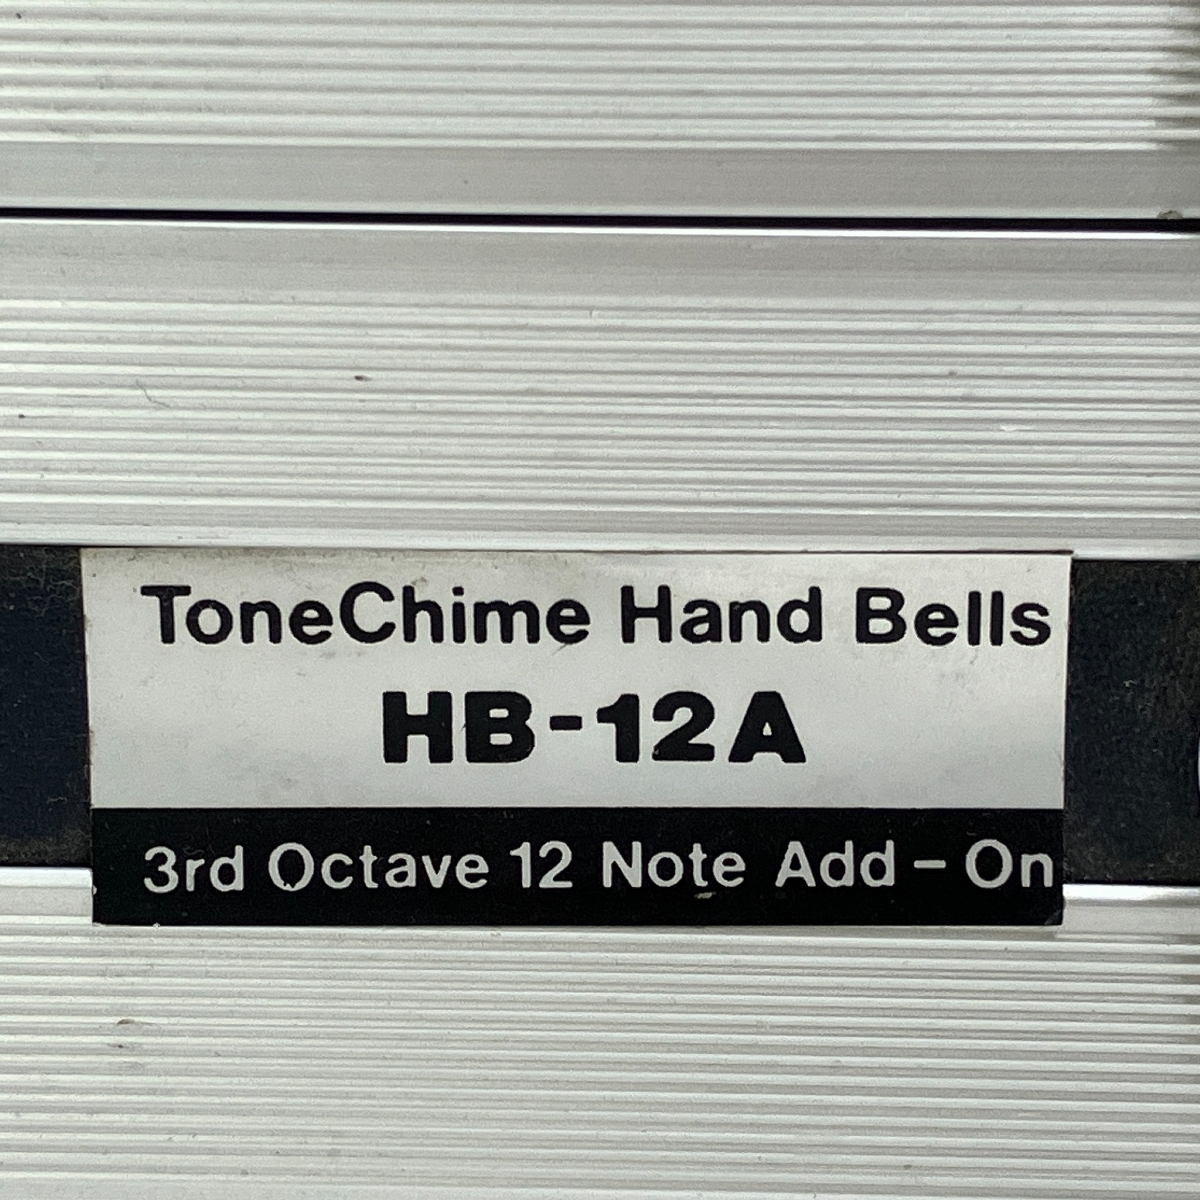 ToneChime Hand Bells
HB-12A
3rd Octave 12 Note Add-On